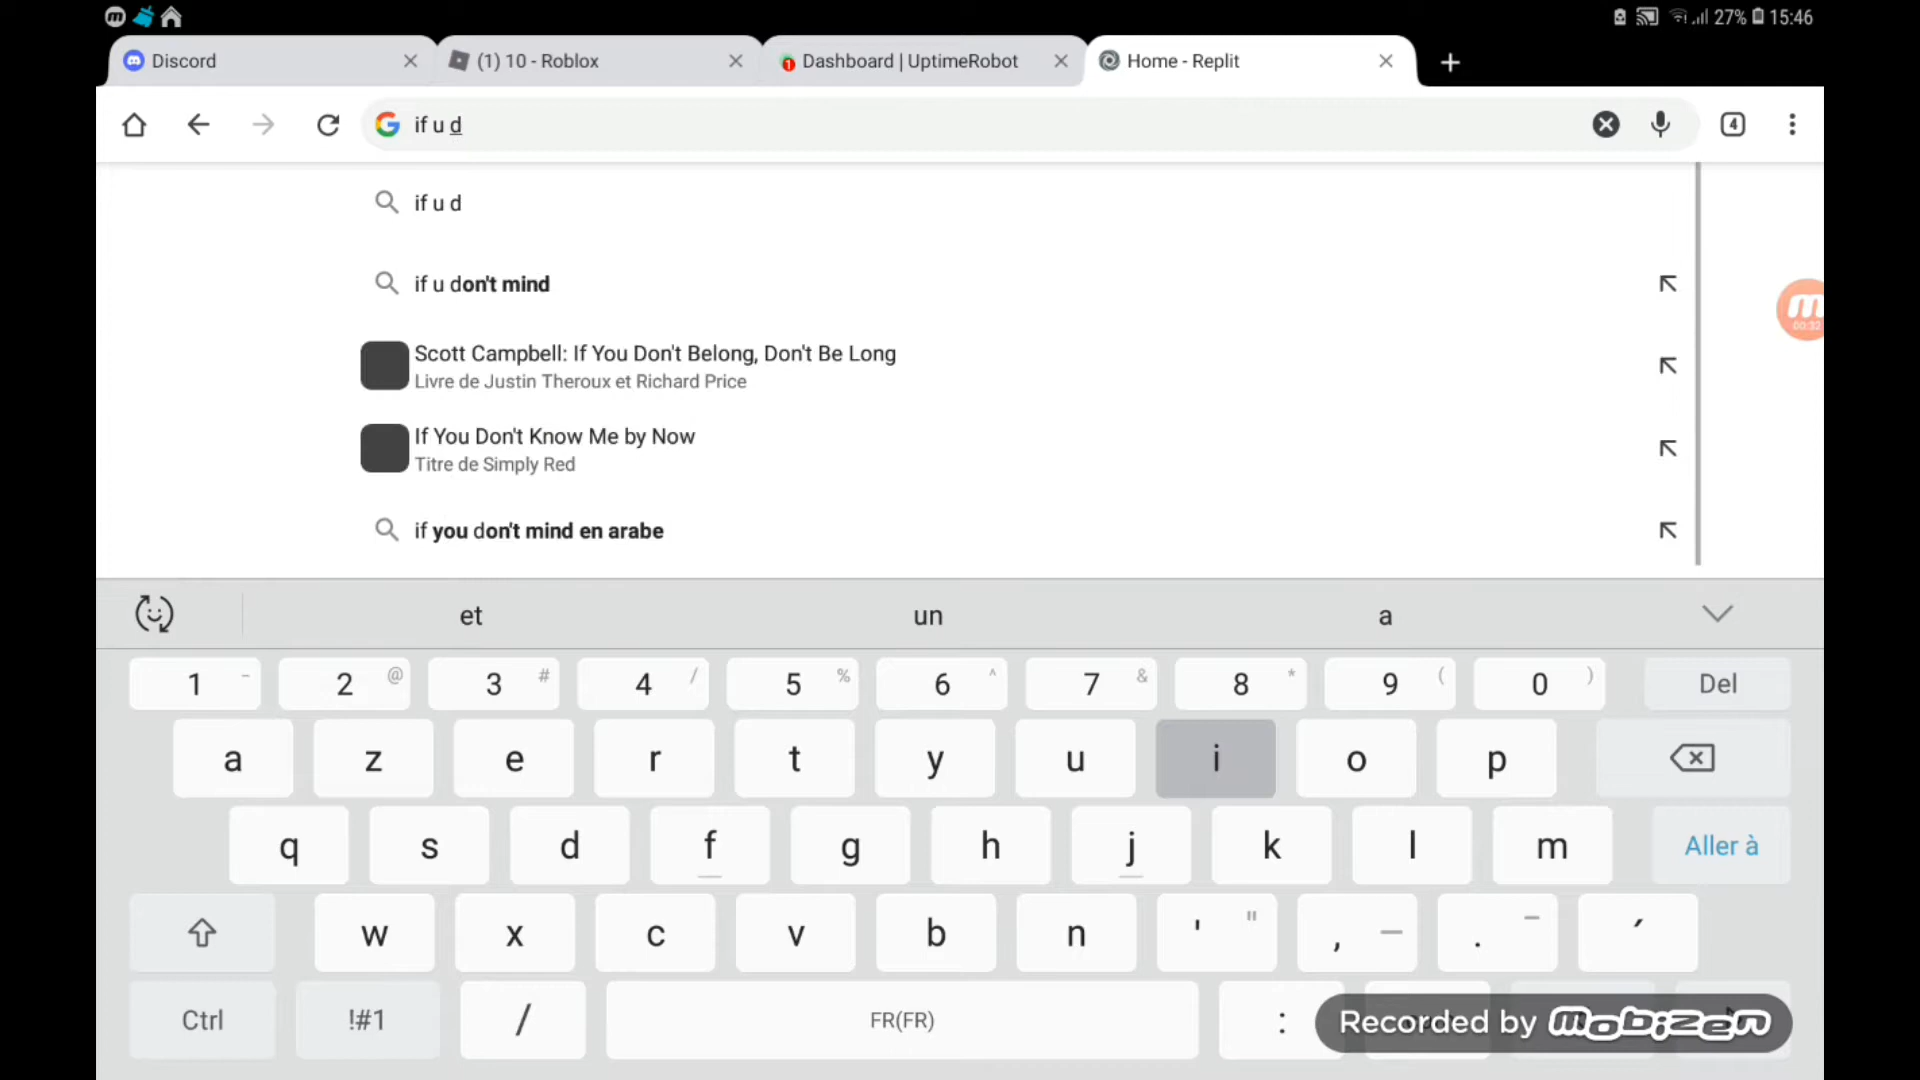 27% 15:46
Discord
(1) 10 - Roblox
1 Dashboard | UptimeRobot
Home - Replit
if u d
4
if u d
if u don't mind
00:32
Scott Campbell: If You Don't Belong, Don't Be Long
Livre de Justin Theroux et Richard Price
If You Don't Know Me by Now
Titre de Simply Red
if you don't mind en arabe
et un a
1 - 2 @ 3 # 4 / 5 % 6 ^ 7 & 8 * 9 ( 0 ) Del
a z e r t y u i o p
q s d f g h j k l m Aller à
w x c v b n ' " , — . – ´
Ctrl !#1 / FR(FR) :
Recorded by mobizen